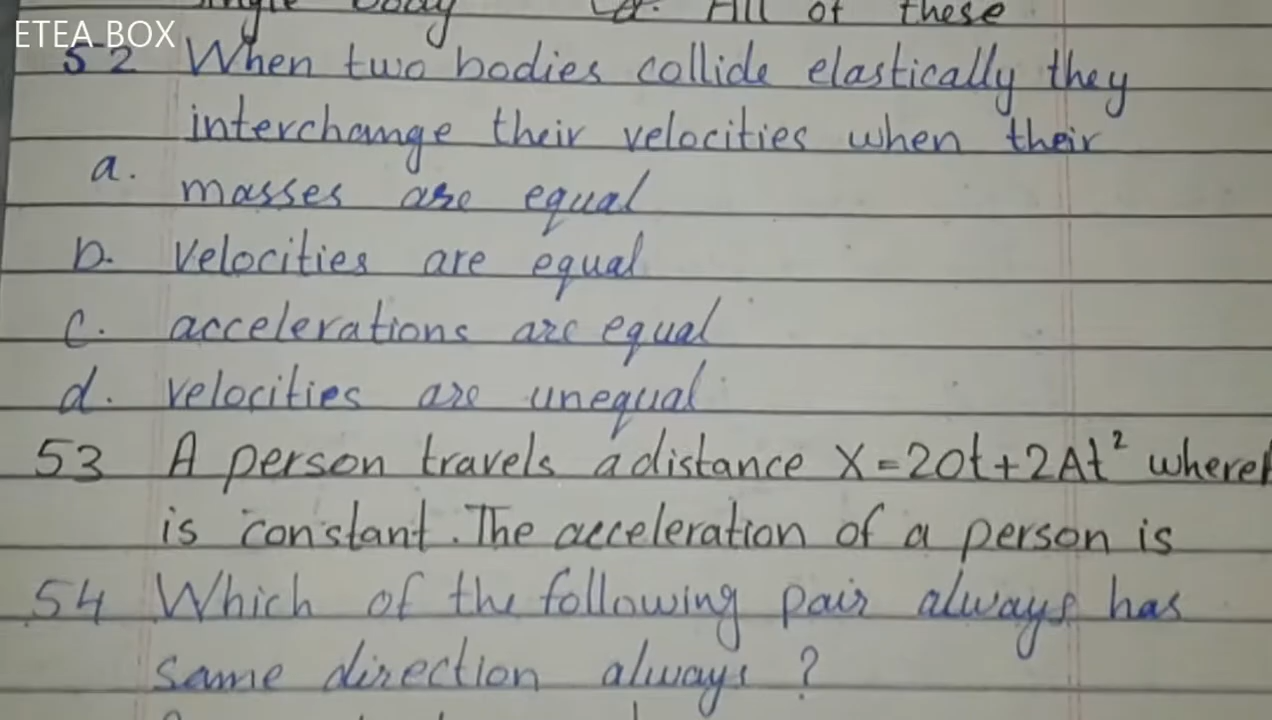 ngle body d. All of these
ETEA BOX
52 When two bodies collide elastically they
interchange their velocities when their
a. masses are equal
b. velocities are equal
c. accelerations are equal
d. velocities are unequal
53 A person travels a distance X=20t+2At² where
is constant. The acceleration of a person is
54 Which of the following pair always has
same direction always ?